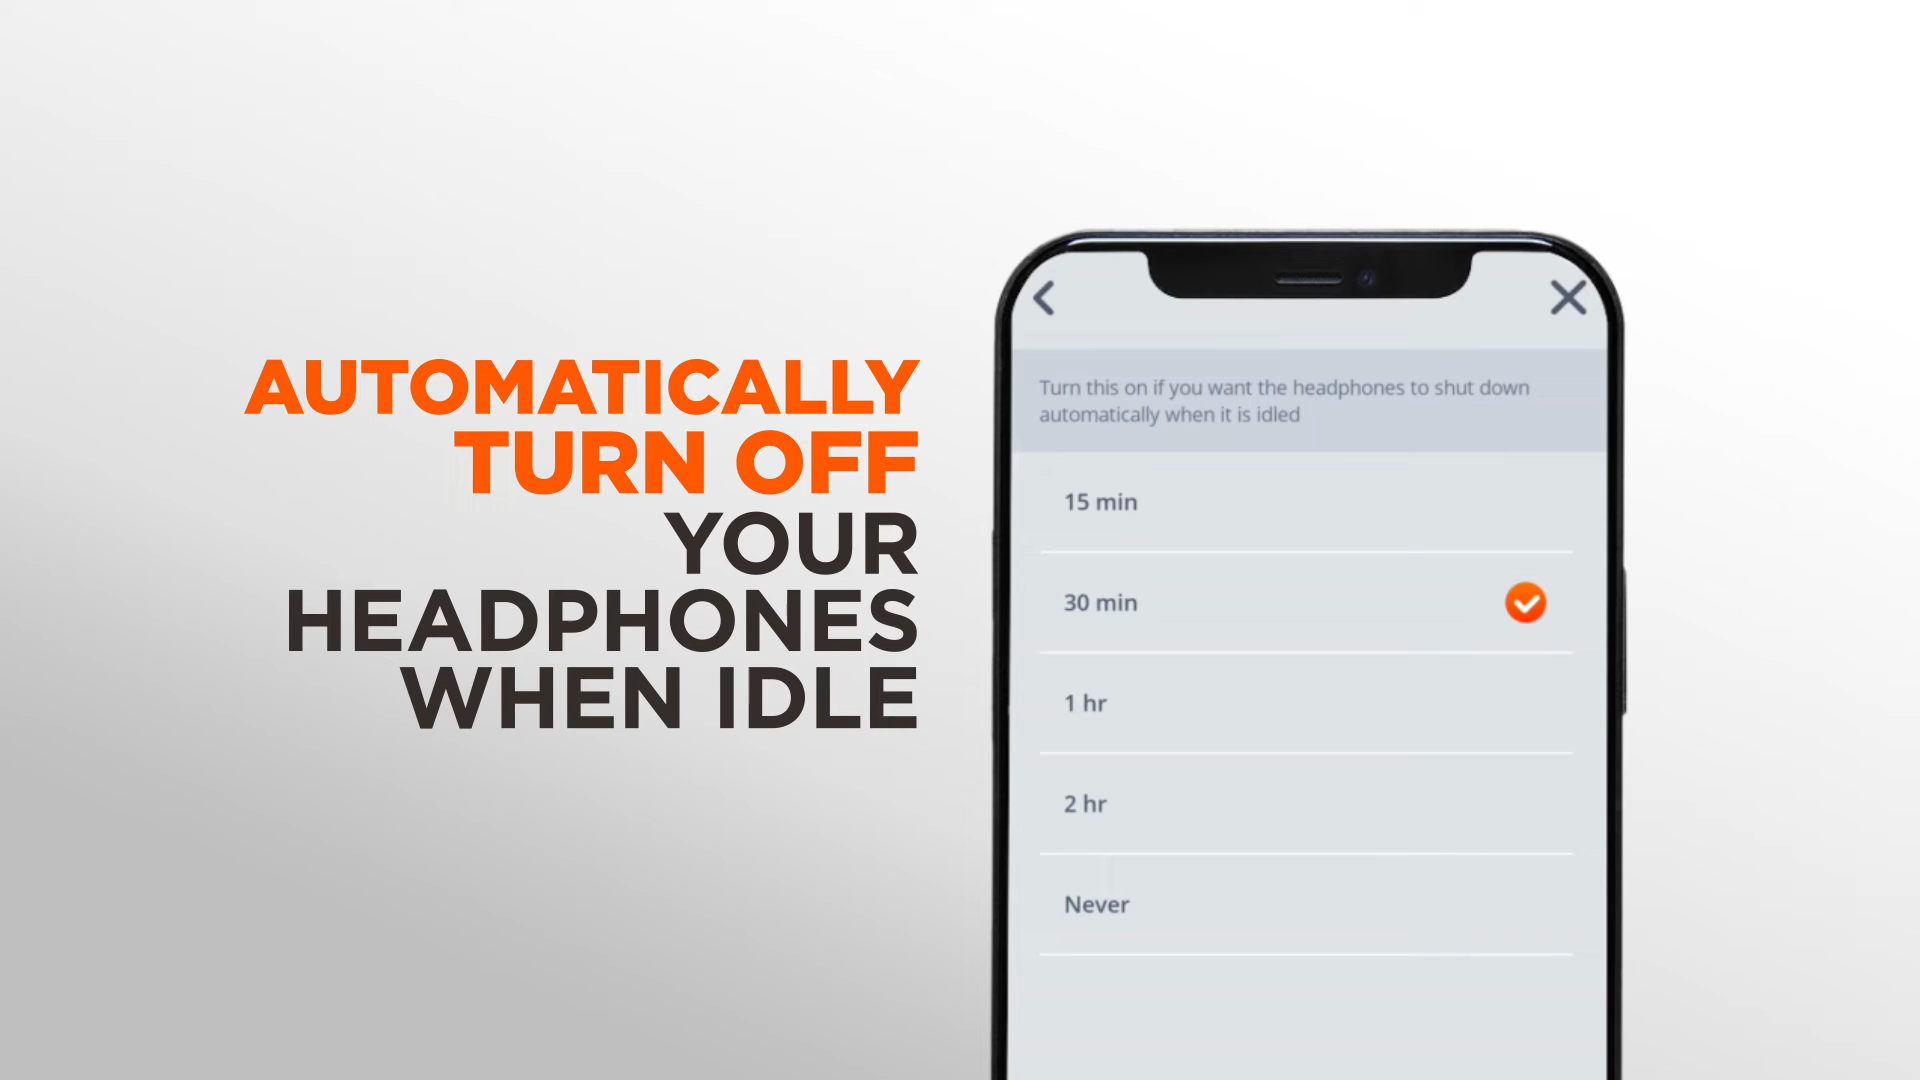 AUTOMATICALLY
TURN OFF
YOUR
HEADPHONES
WHEN IDLE
Turn this on if you want the headphones to shut down
automatically when it is idled
15 min
30 min
1 hr
2 hr
Never